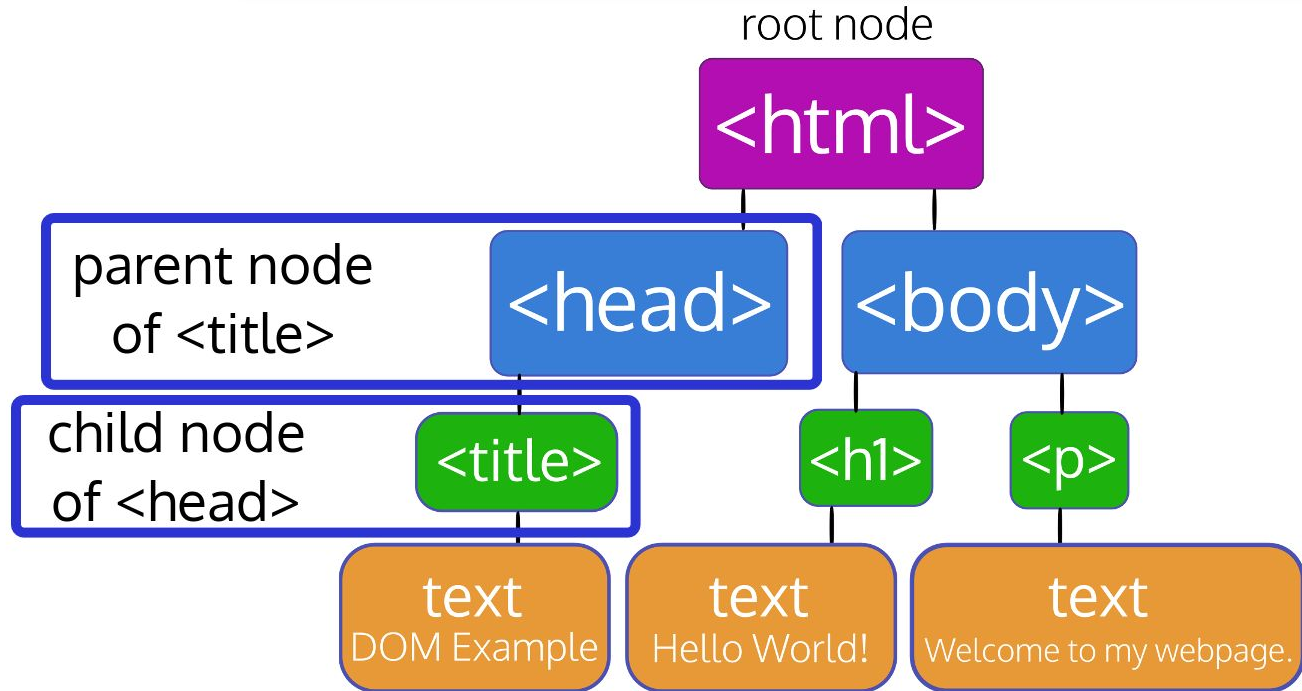 root node
<html>
parent node
of <title>
<head>
<body>
child node
of <head>
<title>
<h1>
<p>
text
DOM Example
text
Hello World!
text
Welcome to my webpage.